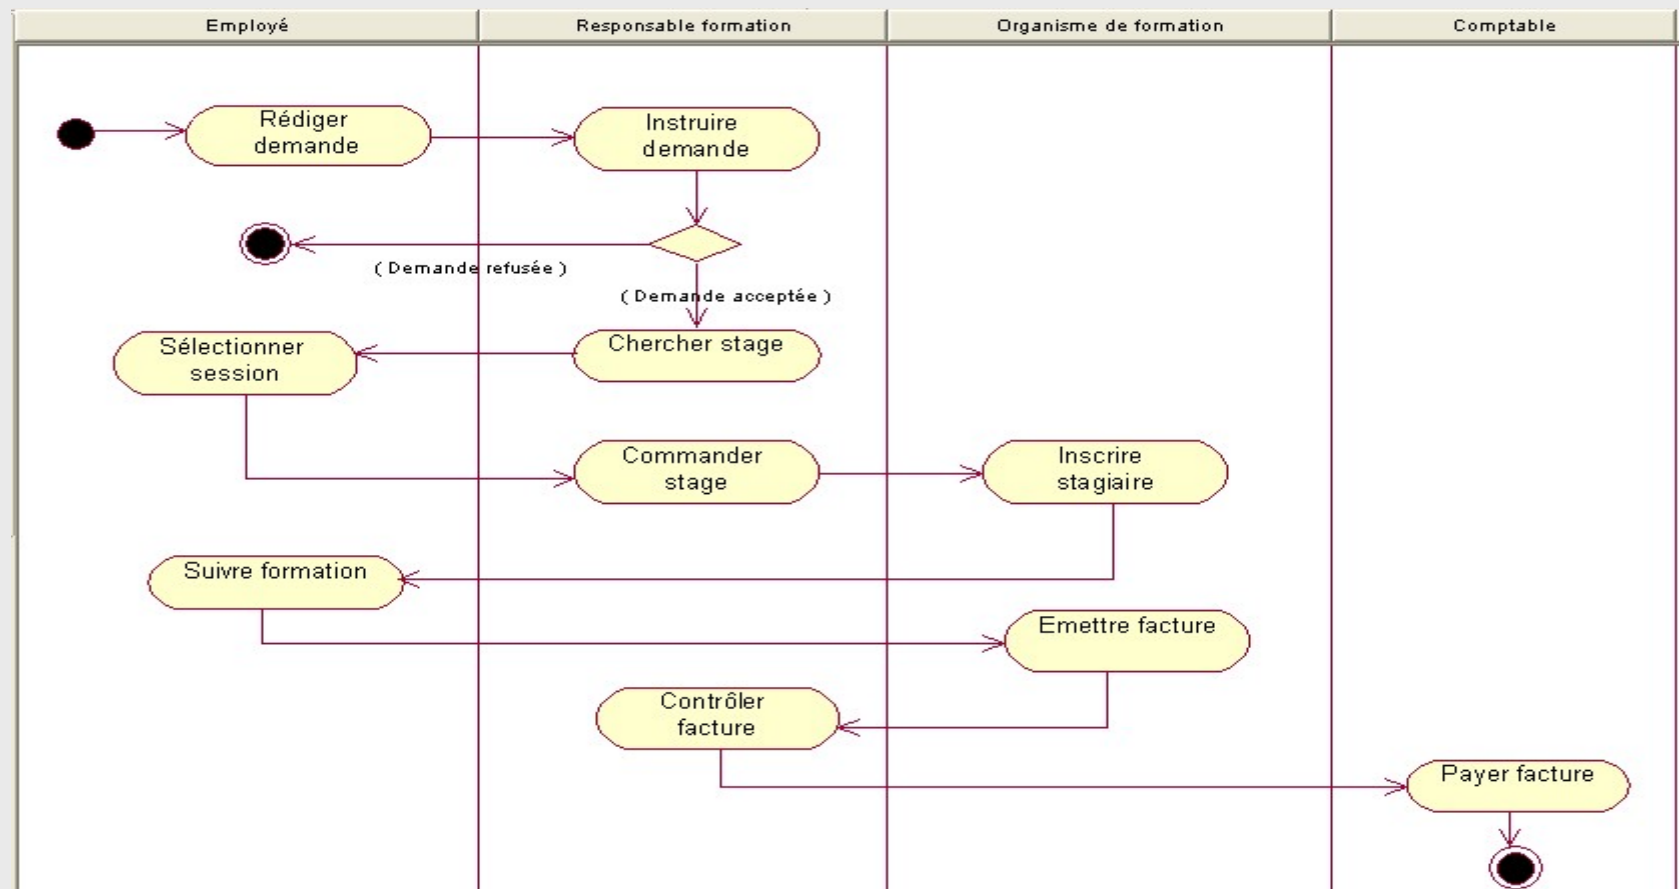 Employé
Responsable formation
Organisme de formation
Comptable
Rédiger
demande
Instruire
demande
( Demande refusée )
( Demande acceptée )
Sélectionner
session
Chercher stage
Commander
stage
Inscrire
stagiaire
Suivre formation
Emettre facture
Contrôler
facture
Payer facture